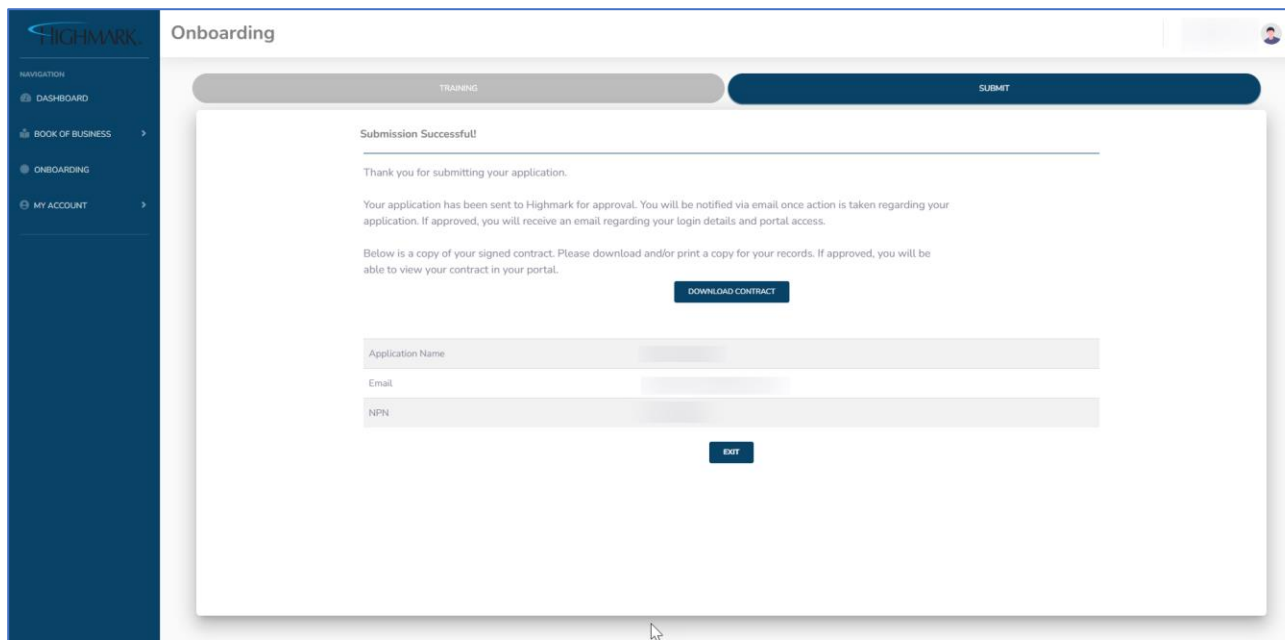 HIGHMARK
Onboarding
NAVIGATION
DASHBOARD
BOOK OF BUSINESS
ONBOARDING
MY ACCOUNT
TRAINING
SUBMIT
Submission Successful!
Thank you for submitting your application.
Your application has been sent to Highmark for approval. You will be notified via email once action is taken regarding your
application. If approved, you will receive an email regarding your login details and portal access.
Below is a copy of your signed contract. Please download and/or print a copy for your records. If approved, you will be
able to view your contract in your portal.
DOWNLOAD CONTRACT
Application Name
Email
NPN
EXIT